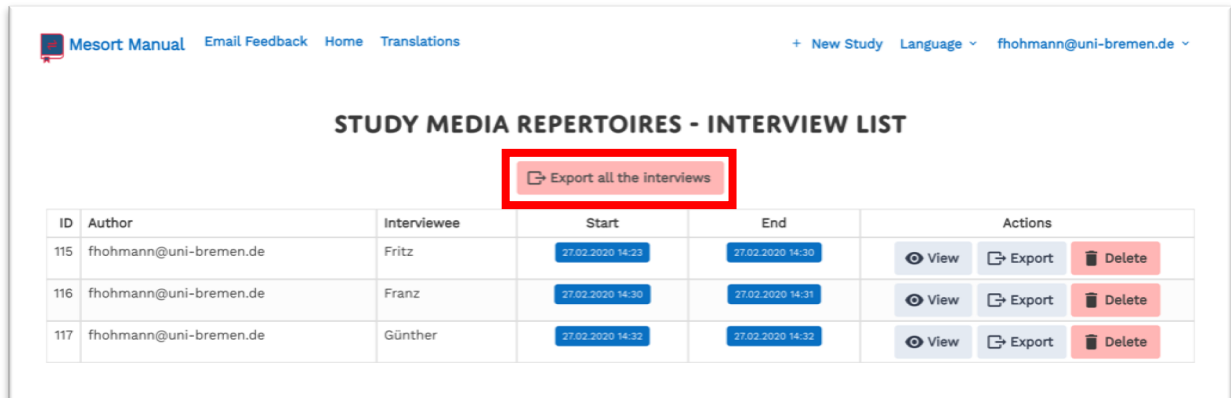 Mesort Manual Email Feedback Home Translations + New Study Language fhohmann@uni-bremen.de
STUDY MEDIA REPERTOIRES - INTERVIEW LIST
Export all the interviews
ID Author Interviewee Start End Actions
115 fhohmann@uni-bremen.de Fritz 27.02.2020 14:23 27.02.2020 14:30 View Export Delete
116 fhohmann@uni-bremen.de Franz 27.02.2020 14:30 27.02.2020 14:31 View Export Delete
117 fhohmann@uni-bremen.de Günther 27.02.2020 14:32 27.02.2020 14:32 View Export Delete